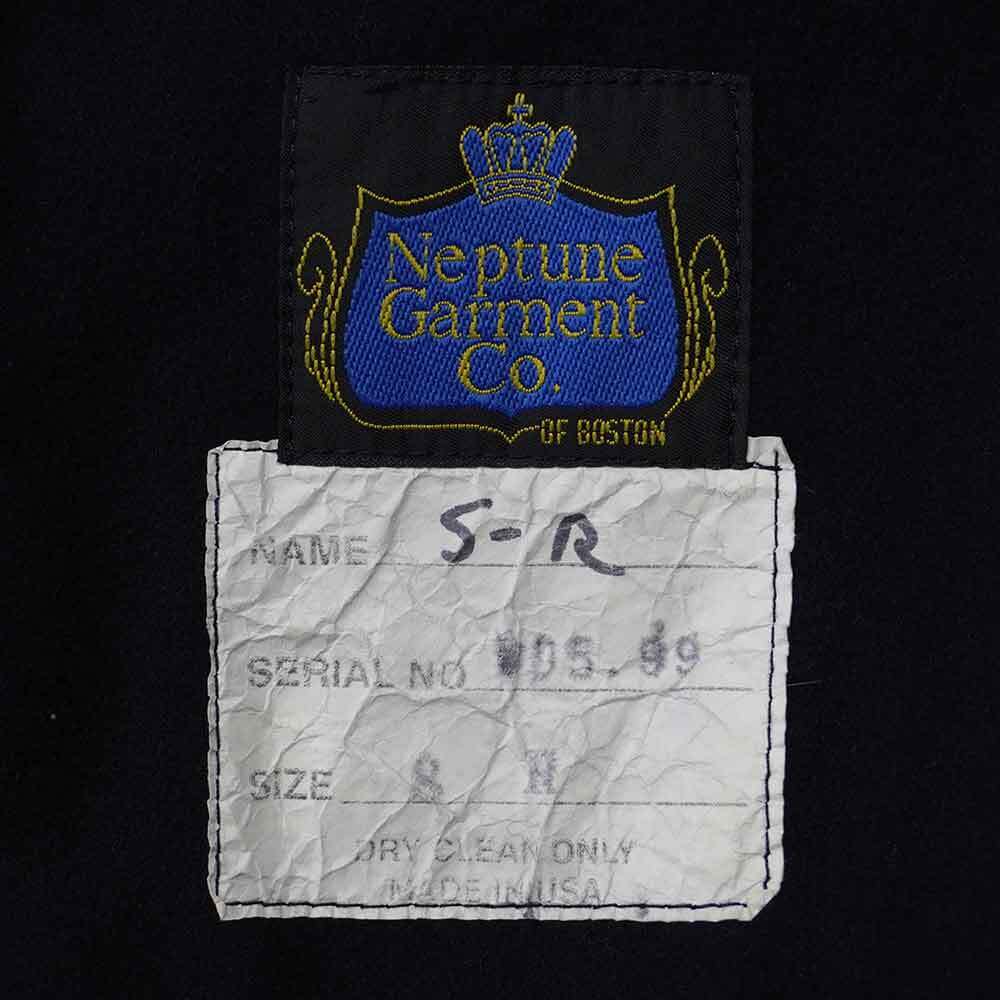 Neptune
Garment
Co.
OF BOSTON
NAME S-R
SERIAL NO
SIZE
DRY CLEAN ONLY
MADE IN USA